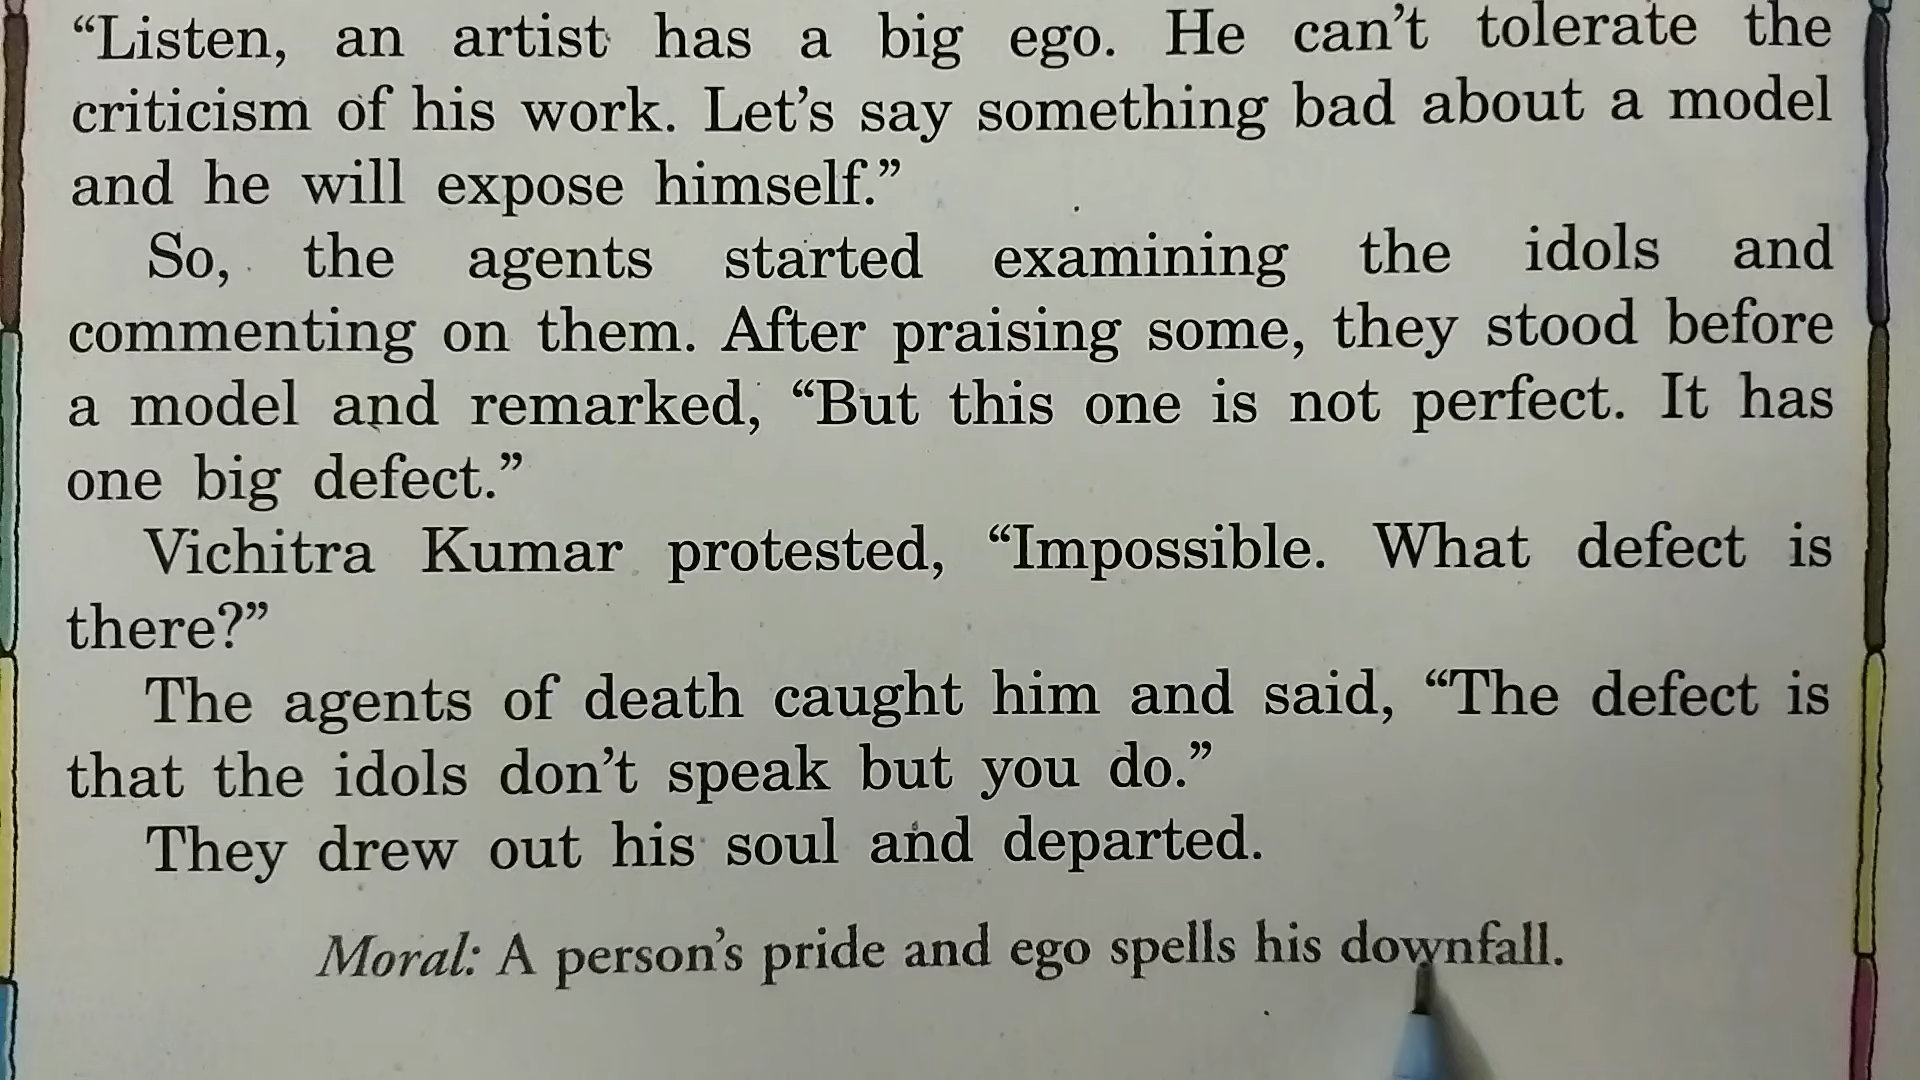 “Listen, an artist has a big ego. He can’t tolerate the
criticism of his work. Let’s say something bad about a model
and he will expose himself.”
So, the agents started examining the idols and
commenting on them. After praising some, they stood before
a model and remarked, “But this one is not perfect. It has
one big defect.”
Vichitra Kumar protested, “Impossible. What defect is
there?”
The agents of death caught him and said, “The defect is
that the idols don’t speak but you do.”
They drew out his soul and departed.
Moral: A person’s pride and ego spells his downfall.